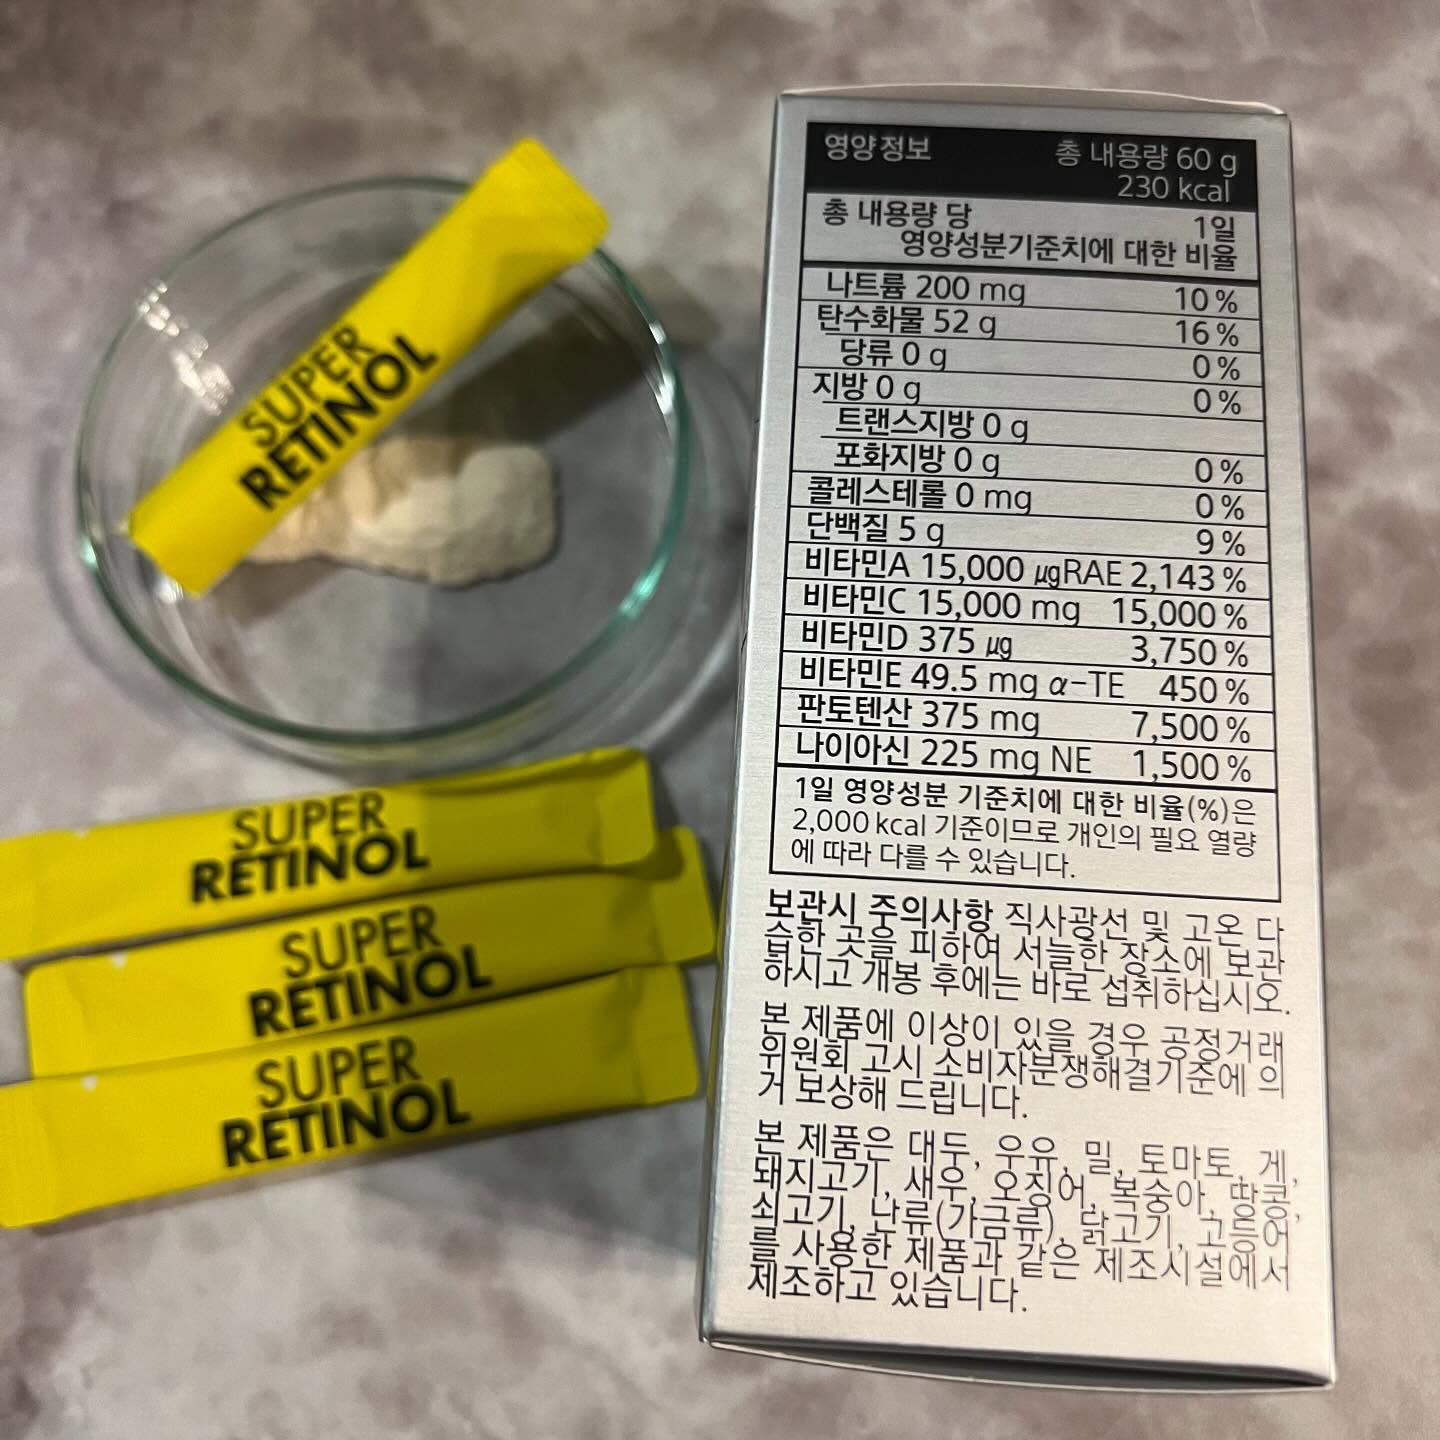 SUPER
RETINOL
SUPER
RETINOL
SUPER
RETINOL
SUPER
RETINOL
영양정보 총 내용량 60 g
230 kcal
총 내용량 당 1일
영양성분기준치에 대한 비율
나트륨 200 mg 10 %
탄수화물 52 g 16 %
당류 0 g 0 %
지방 0 g 0 %
트랜스지방 0 g
포화지방 0 g 0 %
콜레스테롤 0 mg 0 %
단백질 5 g 9 %
비타민A 15,000 ㎍RAE 2,143 %
비타민C 15,000 mg 15,000 %
비타민D 375 ㎍ 3,750 %
비타민E 49.5 mg α-TE 450 %
판토텐산 375 mg 7,500 %
나이아신 225 mg NE 1,500 %
1일 영양성분 기준치에 대한 비율(%)은
2,000 kcal 기준이므로 개인의 필요 열량
에 따라 다를 수 있습니다.
보관시 주의사항 직사광선 및 고온 다
습한 곳을 피하여 서늘한 장소에 보관
하시고 개봉 후에는 바로 섭취하십시오.
본 제품에 이상이 있을 경우 공정거래
위원회 고시 소비자분쟁해결기준에 의
거 보상해 드립니다.
본 제품은 대두, 우유, 밀, 토마토, 게,
돼지고기, 새우, 오징어, 복숭아, 땅콩,
쇠고기, 난류(가금류), 닭고기, 고등어
를 사용한 제품과 같은 제조시설에서
제조하고 있습니다.